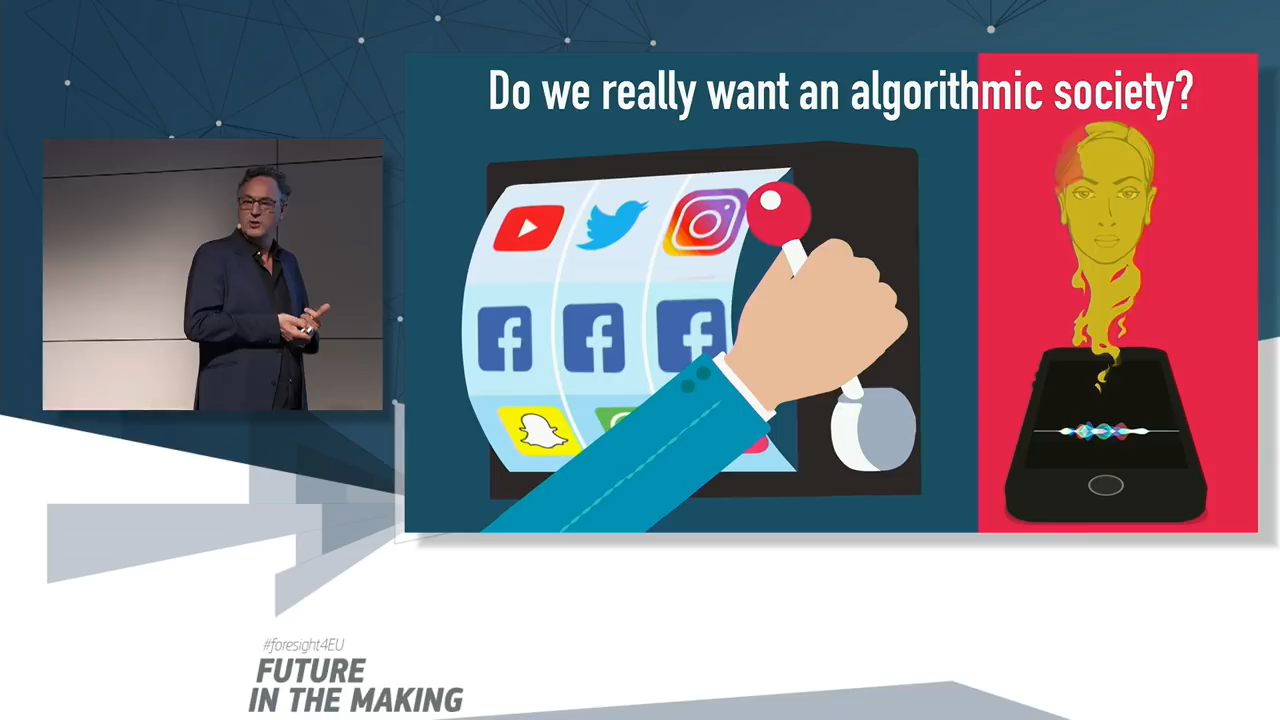 Do we really want an algorithmic society?
#foresight4EU
FUTURE
IN THE MAKING